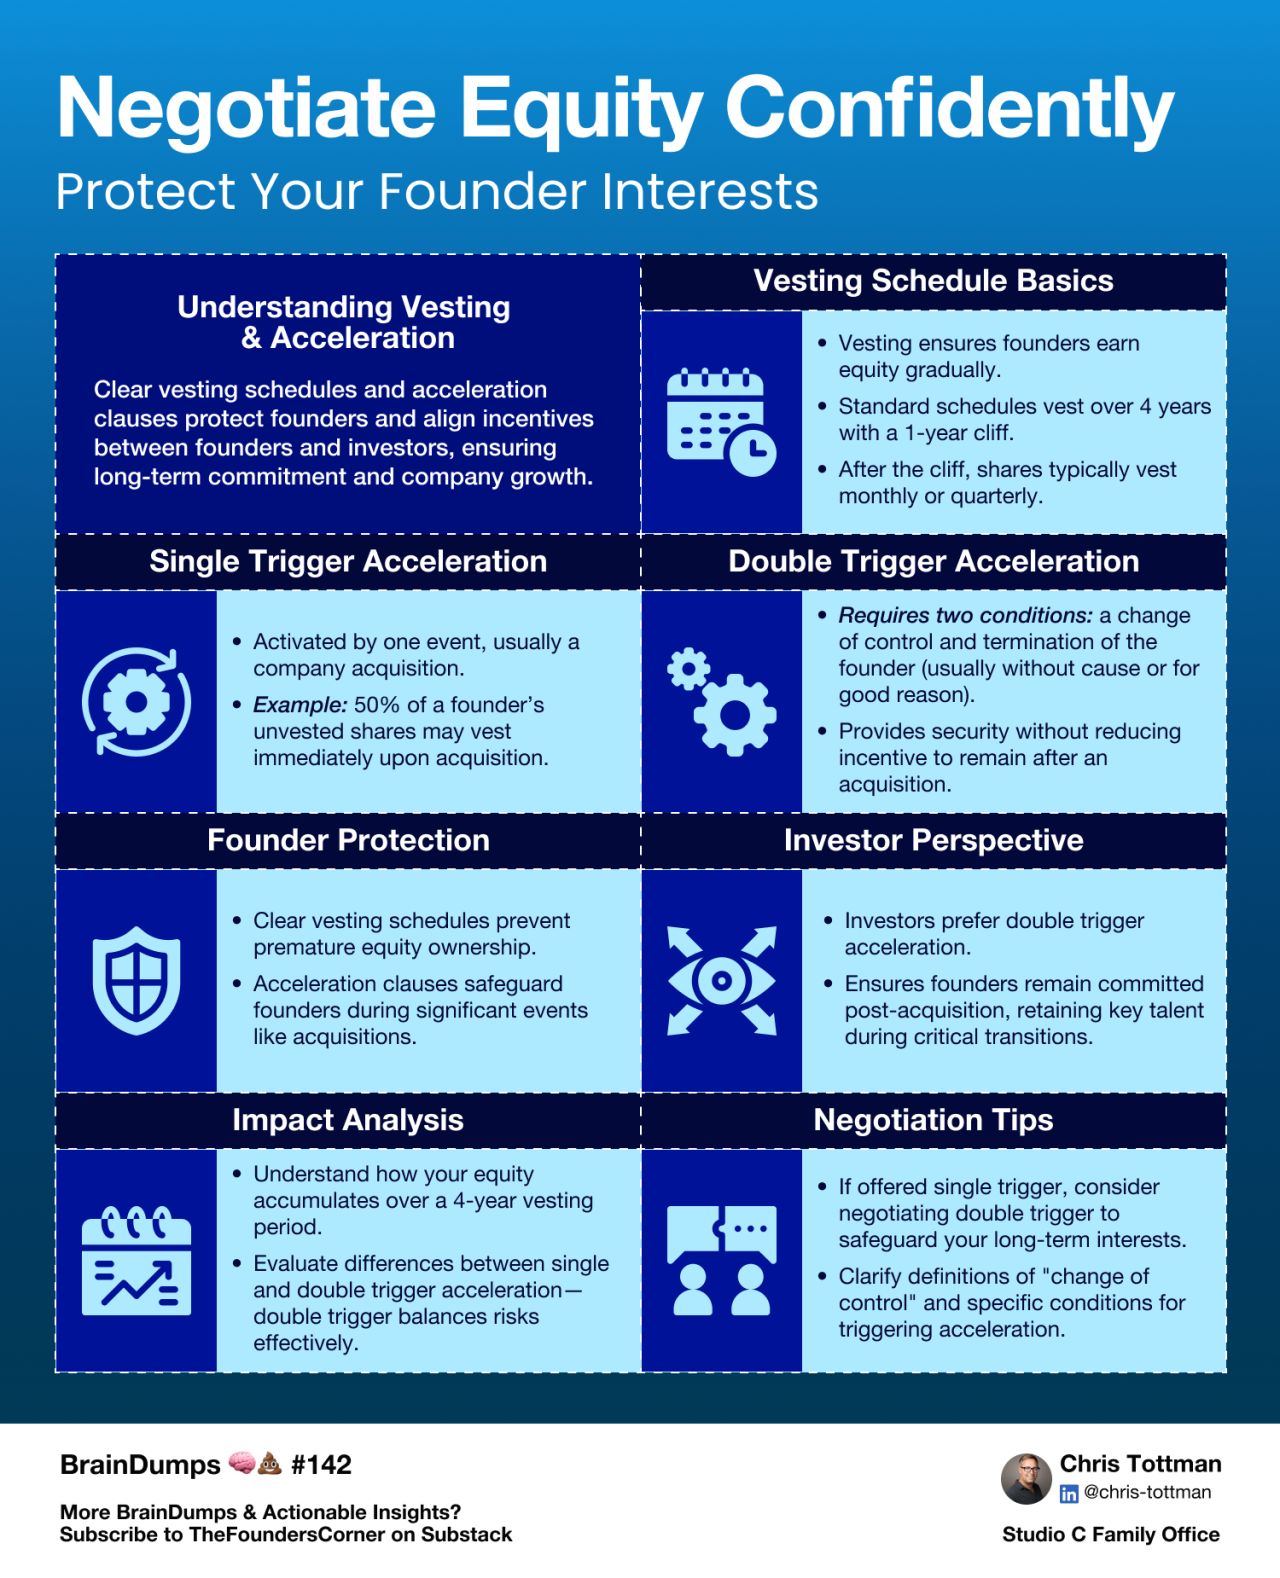 Negotiate Equity Confidently
Protect Your Founder Interests
Understanding Vesting
& Acceleration
Clear vesting schedules and acceleration
clauses protect founders and align incentives
between founders and investors, ensuring
long-term commitment and company growth.
Vesting Schedule Basics
• Vesting ensures founders earn
equity gradually.
• Standard schedules vest over 4 years
with a 1-year cliff.
• After the cliff, shares typically vest
monthly or quarterly.
Single Trigger Acceleration
• Activated by one event, usually a
company acquisition.
• Example: 50% of a founder's
unvested shares may vest
immediately upon acquisition.
Double Trigger Acceleration
• Requires two conditions: a change
of control and termination of the
founder (usually without cause or for
good reason).
• Provides security without reducing
incentive to remain after an
acquisition.
Founder Protection
• Clear vesting schedules prevent
premature equity ownership.
• Acceleration clauses safeguard
founders during significant events
like acquisitions.
Investor Perspective
• Investors prefer double trigger
acceleration.
• Ensures founders remain committed
post-acquisition, retaining key talent
during critical transitions.
Impact Analysis
• Understand how your equity
accumulates over a 4-year vesting
period.
• Evaluate differences between single
and double trigger acceleration—
double trigger balances risks
effectively.
Negotiation Tips
• If offered single trigger, consider
negotiating double trigger to
safeguard your long-term interests.
• Clarify definitions of "change of
control" and specific conditions for
triggering acceleration.
BrainDumps 🧠💩 #142
More BrainDumps & Actionable Insights?
Subscribe to TheFoundersCorner on Substack
Chris Tottman
in @chris-tottman
Studio C Family Office